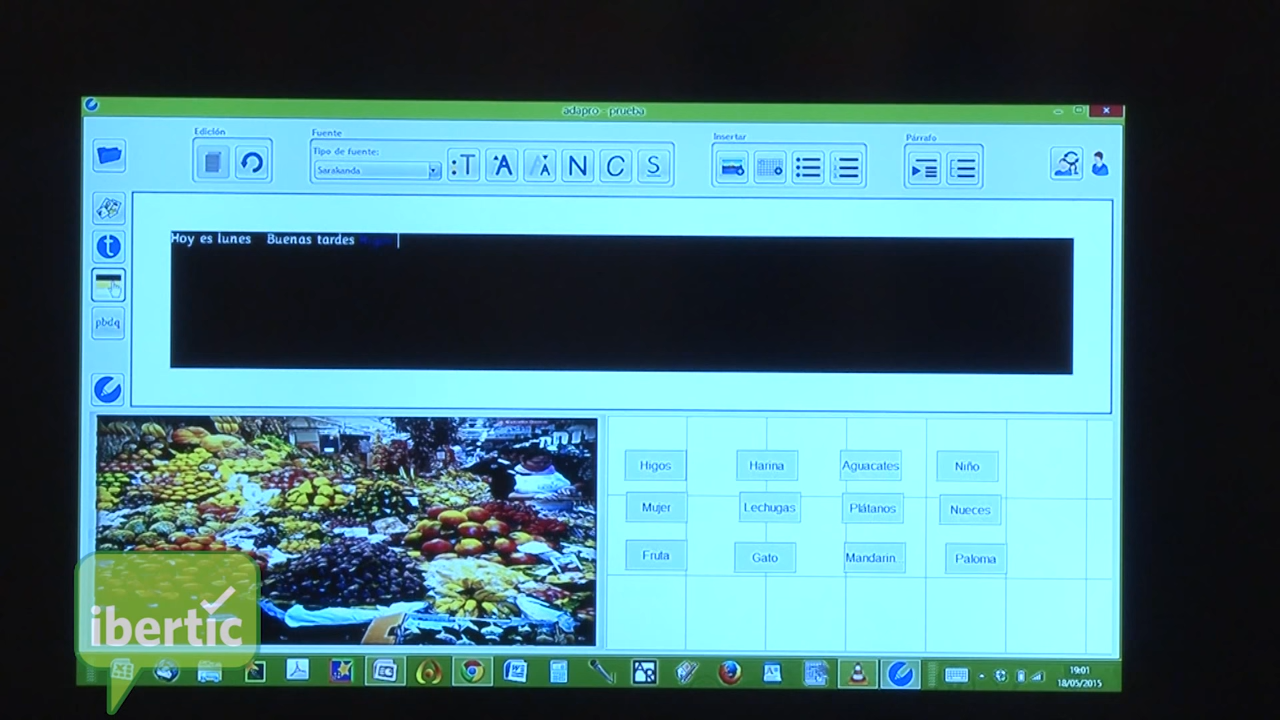 adapro - prueba
Edición
Fuente
Insertar
Párrafo
Tipo de fuente:
Sarakanda
:T A A N C S
t
pbdq
Hoy es lunes Buenas tardes
Higos Harina Aguacates Niño
Mujer Lechugas Plátanos Nueces
Fruta Gato Mandarin. Paloma
ibertic
19:01
18/05/2015